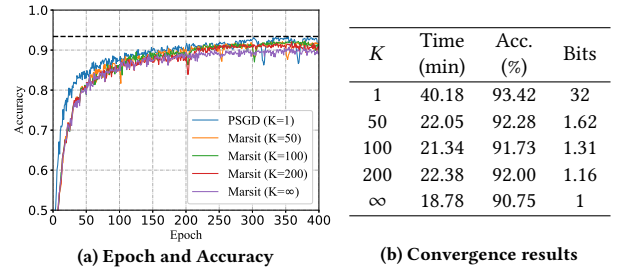 1.0
0.9
0.8
0.7
0.6
0.5
Accuracy
0 50 100 150 200 250 300 350 400
Epoch
PSGD (K=1)
Marsit (K=50)
Marsit (K=100)
Marsit (K=200)
Marsit (K=∞)
(a) Epoch and Accuracy
K Time (min) Acc. (%) Bits
1 40.18 93.42 32
50 22.05 92.28 1.62
100 21.34 91.73 1.31
200 22.38 92.00 1.16
∞ 18.78 90.75 1
(b) Convergence results